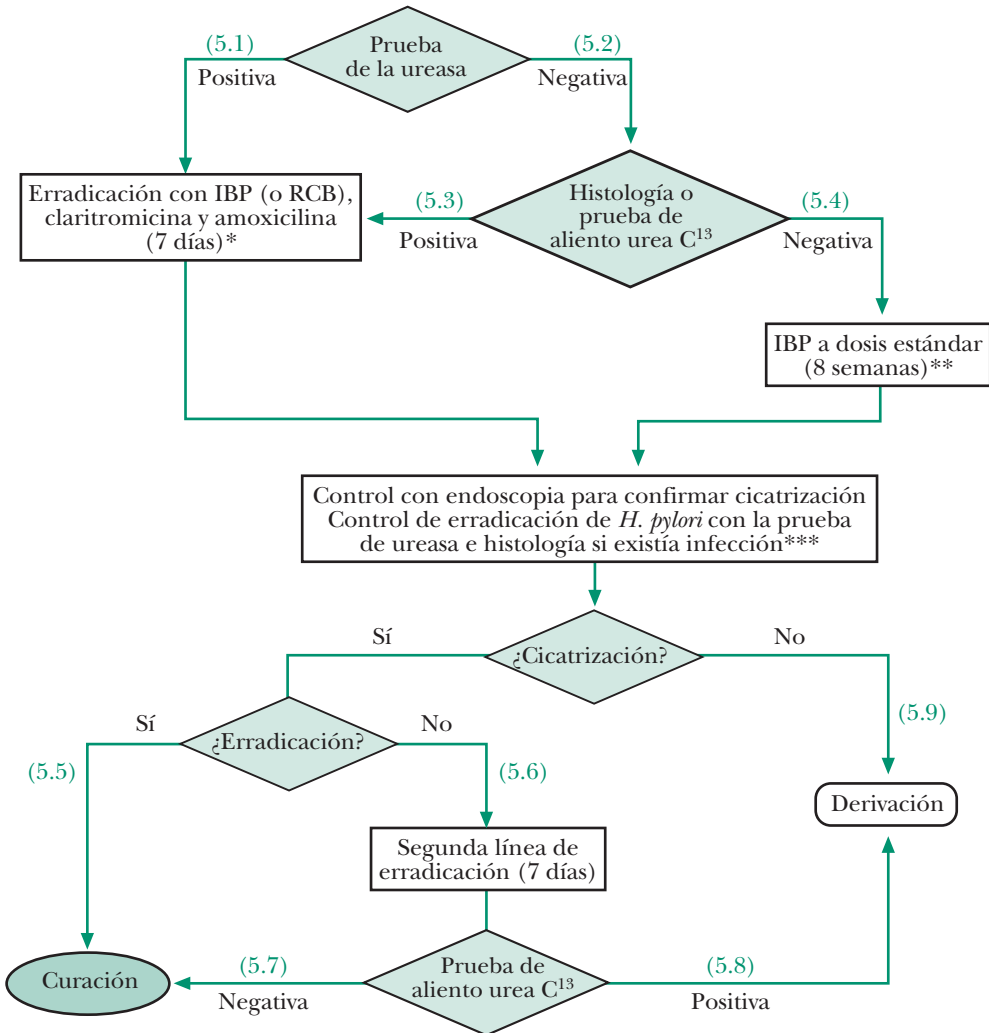 (5.1)
Positiva
Prueba
de la ureasa
(5.2)
Negativa
Erradicación con IBP (o RCB),
claritromicina y amoxicilina
(7 días)*
(5.3)
Positiva
Histología o
prueba de
aliento urea C¹³
(5.4)
Negativa
IBP a dosis estándar
(8 semanas)**
Control con endoscopia para confirmar cicatrización
Control de erradicación de H. pylori con la prueba
de ureasa e histología si existía infección***
Sí
¿Cicatrización?
No
Sí
¿Erradicación?
No
(5.5)
(5.6)
(5.9)
Derivación
Segunda línea de
erradicación (7 días)
Curación
(5.7)
Negativa
Prueba de
aliento urea C¹³
(5.8)
Positiva